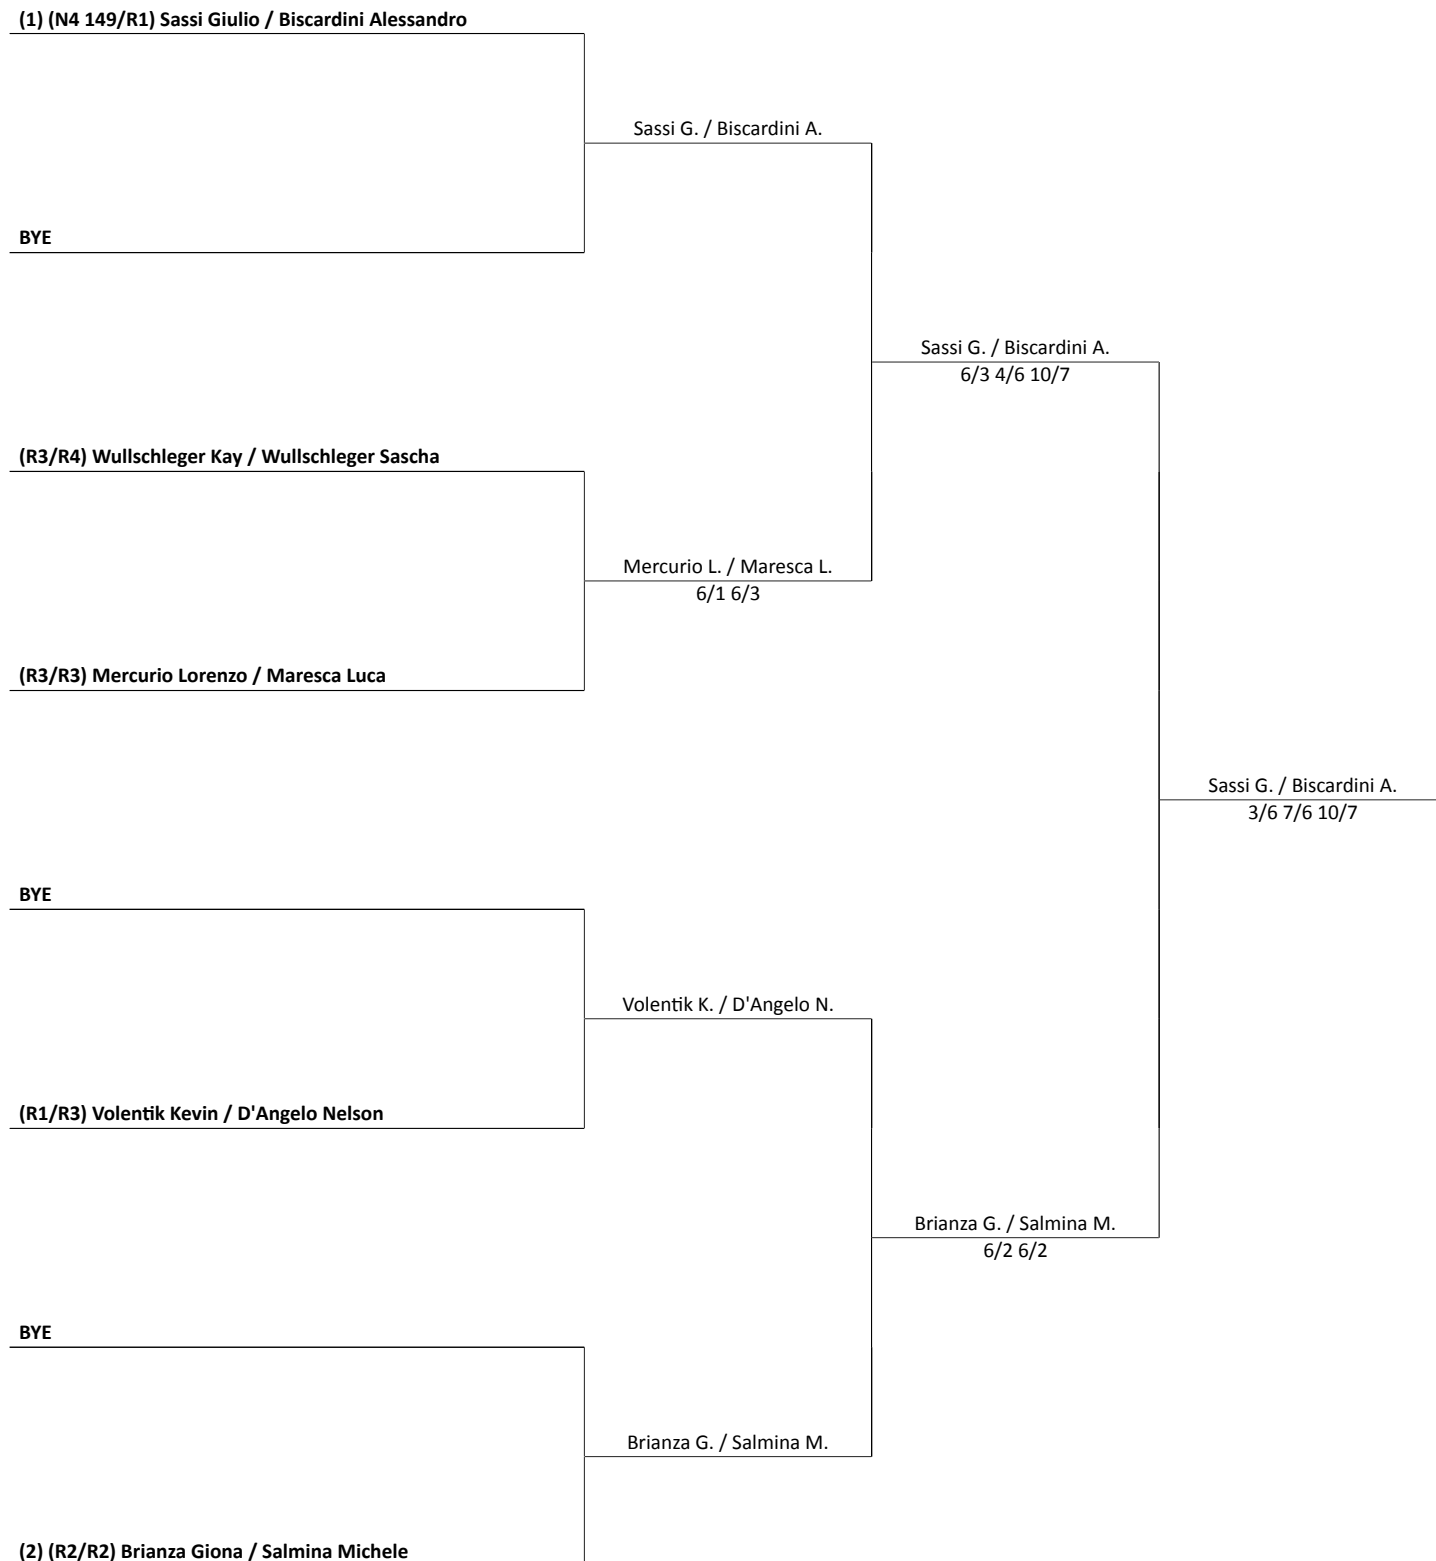 (1) (N4 149/R1) Sassi Giulio / Biscardini Alessandro
Sassi G. / Biscardini A.
BYE
Sassi G. / Biscardini A.
6/3 4/6 10/7
(R3/R4) Wullschleger Kay / Wullschleger Sascha
Mercurio L. / Maresca L.
6/1 6/3
(R3/R3) Mercurio Lorenzo / Maresca Luca
Sassi G. / Biscardini A.
3/6 7/6 10/7
BYE
Volentik K. / D'Angelo N.
(R1/R3) Volentik Kevin / D'Angelo Nelson
Brianza G. / Salmina M.
6/2 6/2
BYE
Brianza G. / Salmina M.
(2) (R2/R2) Brianza Giona / Salmina Michele